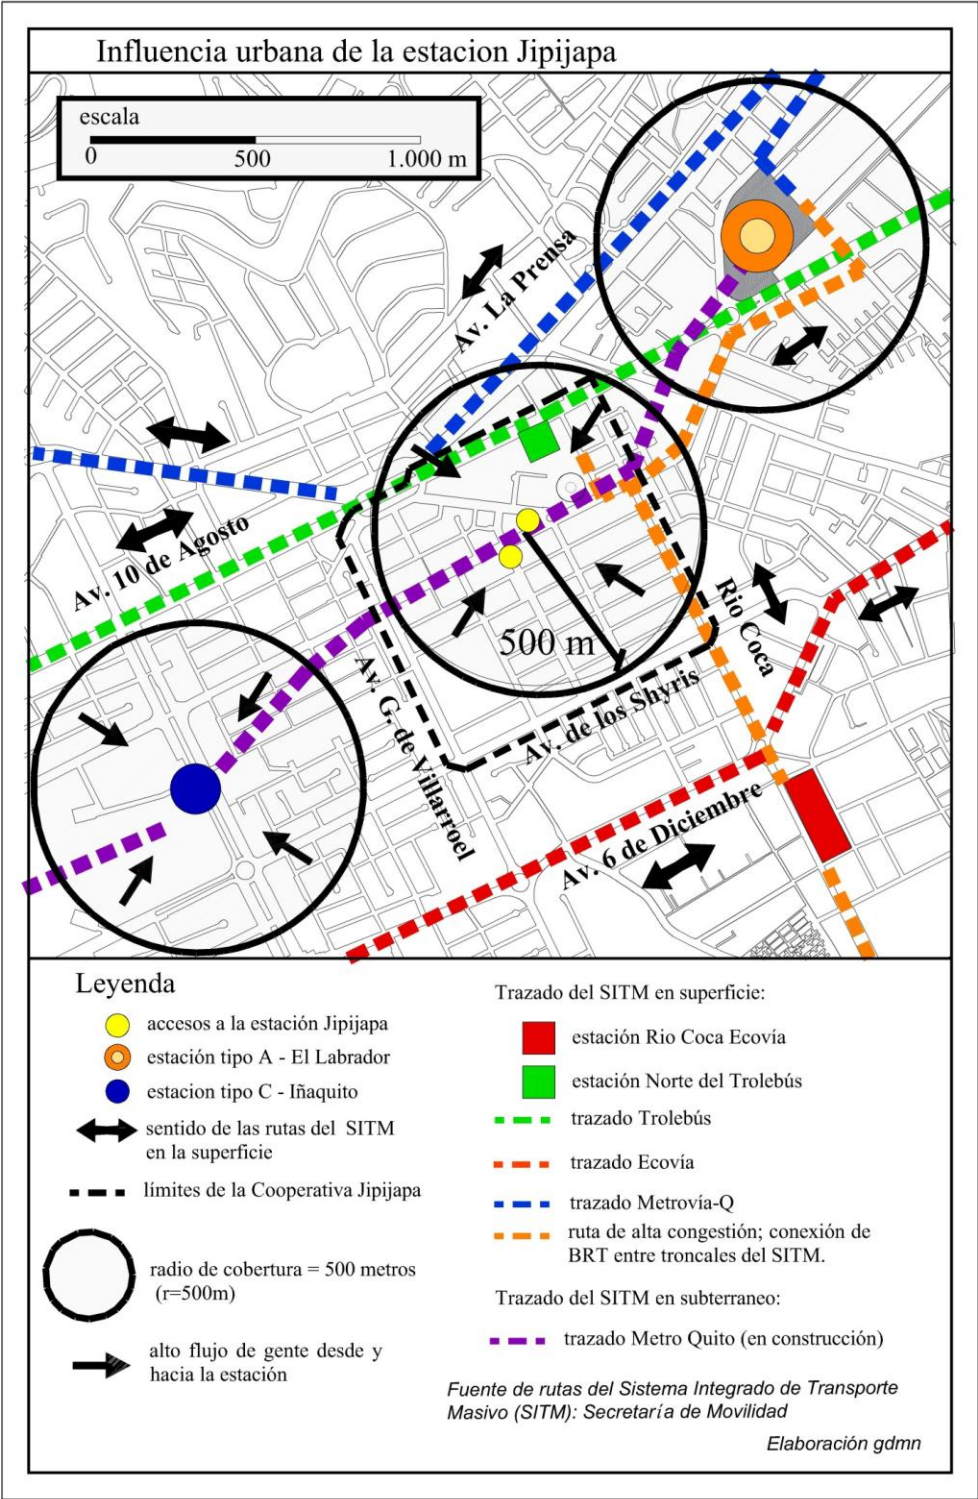 Influencia urbana de la estacion Jipijapa
escala
0 500 1.000 m
Av. La Prensa
Av. 10 de Agosto
500 m
Rio Coca
Av. G. de Villarroel
Av. de los Shyris
Av. 6 de Diciembre
Leyenda
accesos a la estación Jipijapa
estación tipo A - El Labrador
estacion tipo C - Iñaquito
sentido de las rutas del SITM
en la superficie
límites de la Cooperativa Jipijapa
radio de cobertura = 500 metros
(r=500m)
alto flujo de gente desde y
hacia la estación
Trazado del SITM en superficie:
estación Rio Coca Ecovía
estación Norte del Trolebús
trazado Trolebús
trazado Ecovía
trazado Metrovía-Q
ruta de alta congestión; conexión de
BRT entre troncales del SITM.
Trazado del SITM en subterraneo:
trazado Metro Quito (en construcción)
Fuente de rutas del Sistema Integrado de Transporte
Masivo (SITM): Secretaría de Movilidad
Elaboración gdmn